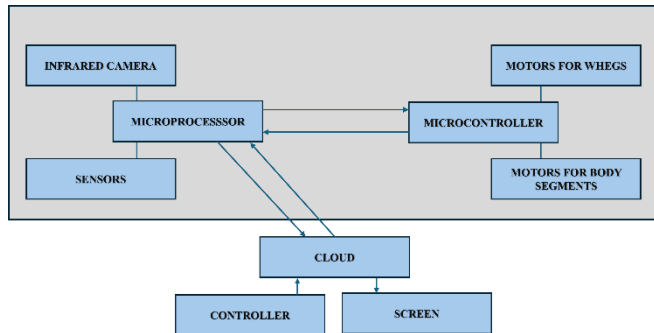 INFRARED CAMERA
MOTORS FOR WHEGS
MICROPROCESSSOR
MICROCONTROLLER
SENSORS
MOTORS FOR BODY
SEGMENTS
CLOUD
CONTROLLER
SCREEN